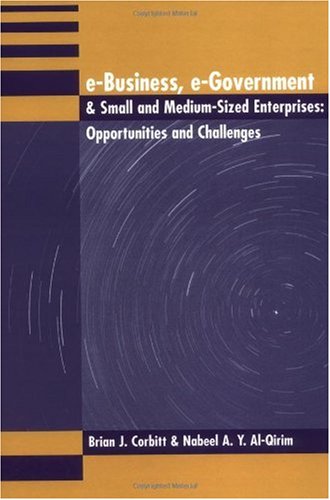 e-Business, e-Government
& Small and Medium-Sized Enterprises:
Opportunities and Challenges
Brian J. Corbitt & Nabeel A. Y. Al-Qirim